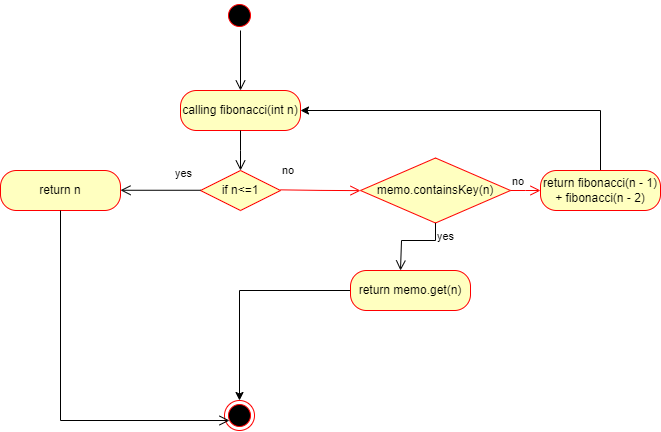 calling fibonacci(int n)
yes
if n<=1
no
return n
memo.containsKey(n)
no
return fibonacci(n - 1)
+ fibonacci(n - 2)
yes
return memo.get(n)